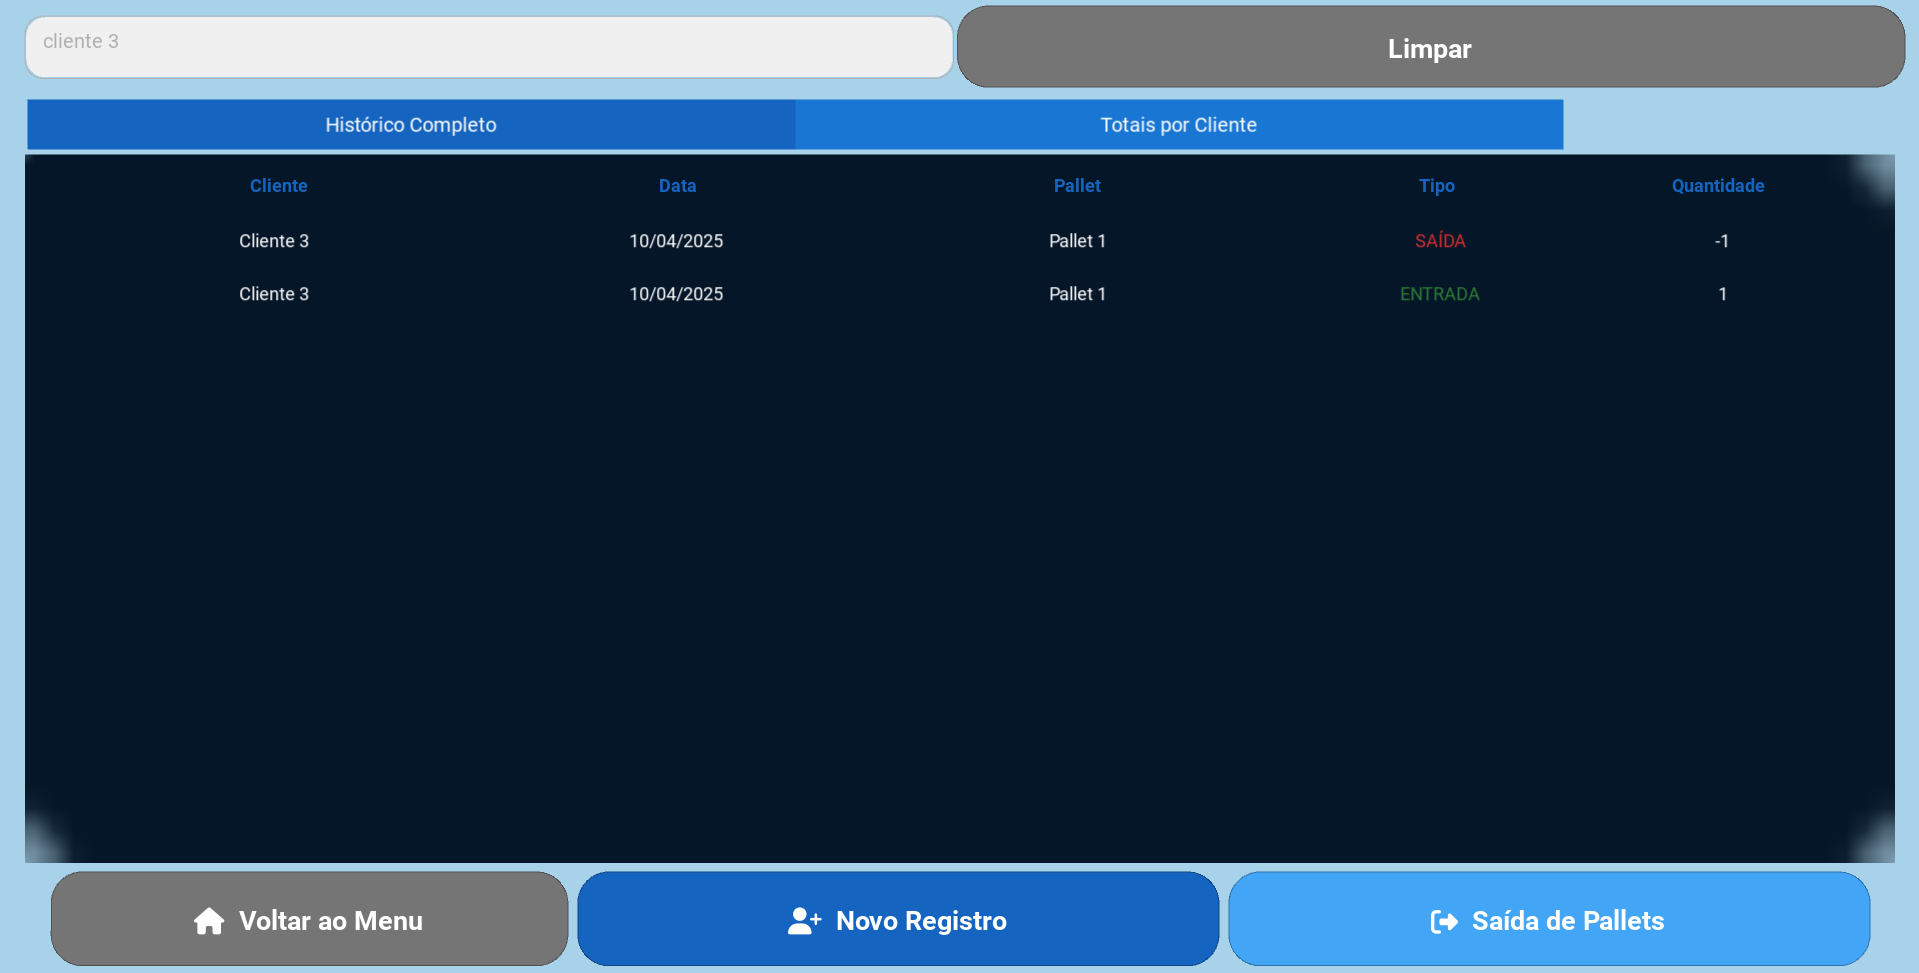 cliente 3
Limpar
Histórico Completo Totais por Cliente
Cliente Data Pallet Tipo Quantidade
Cliente 3 10/04/2025 Pallet 1 SAÍDA -1
Cliente 3 10/04/2025 Pallet 1 ENTRADA 1
Voltar ao Menu Novo Registro Saída de Pallets